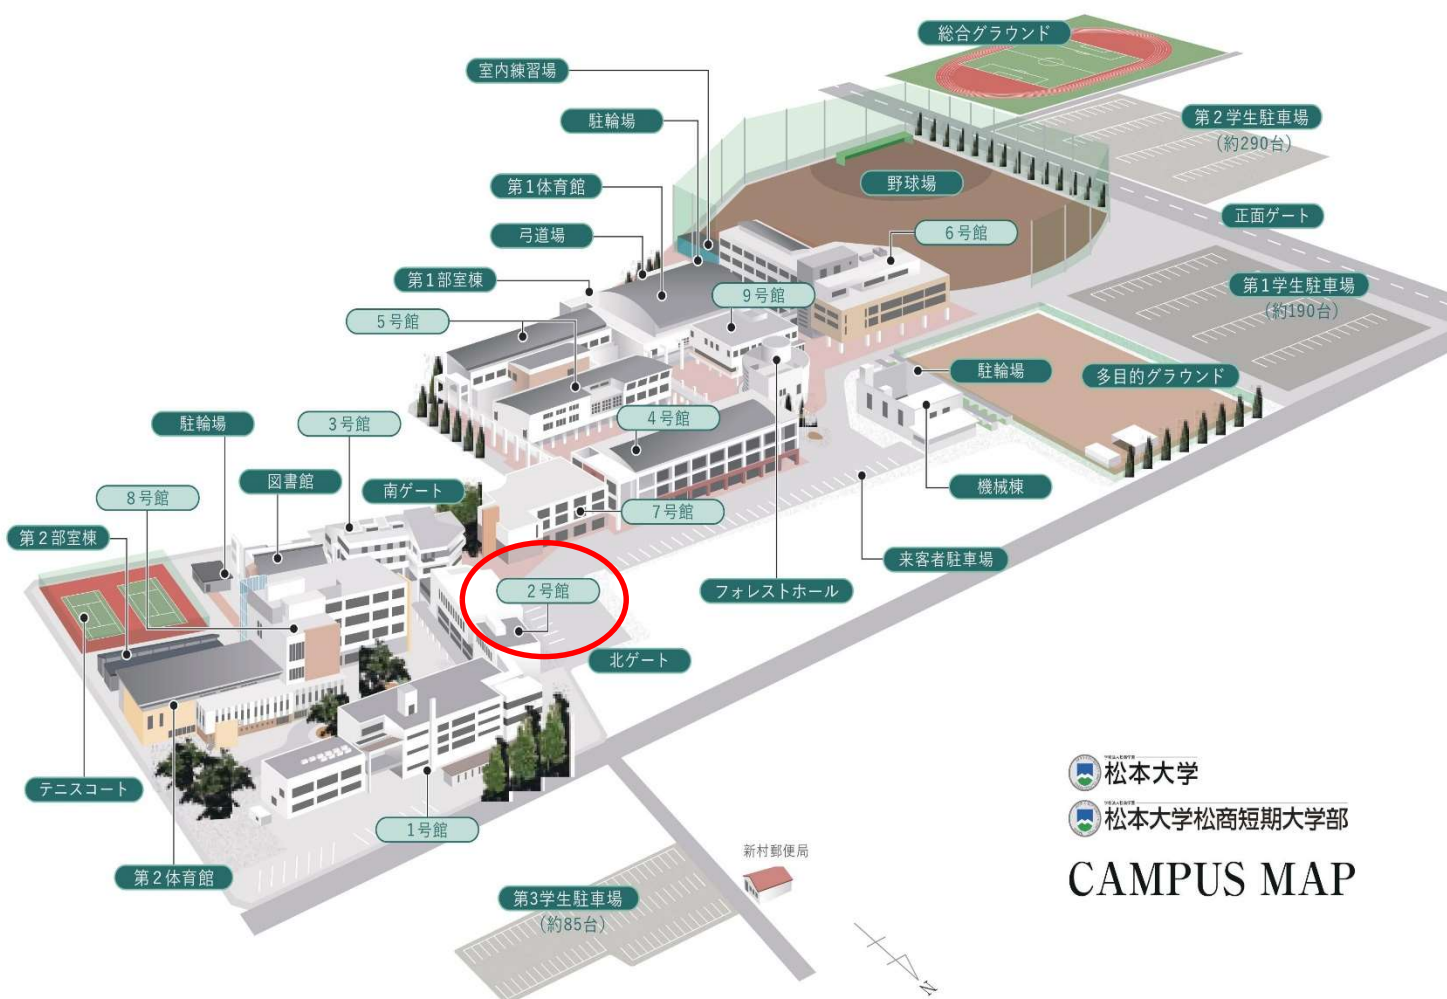 総合グラウンド
室内練習場
駐輪場
第2学生駐車場
(約290台)
第1体育館
野球場
正面ゲート
弓道場
6号館
第1部室棟
第1学生駐車場
(約190台)
9号館
5号館
駐輪場
多目的グラウンド
駐輪場
3号館
4号館
図書館
南ゲート
機械棟
8号館
7号館
第2部室棟
来客者駐車場
2号館
フォレストホール
北ゲート
テニスコート
松本大学
松本大学松商短期大学部
1号館
新村郵便局
CAMPUS MAP
第2体育館
第3学生駐車場
(約85台)
N